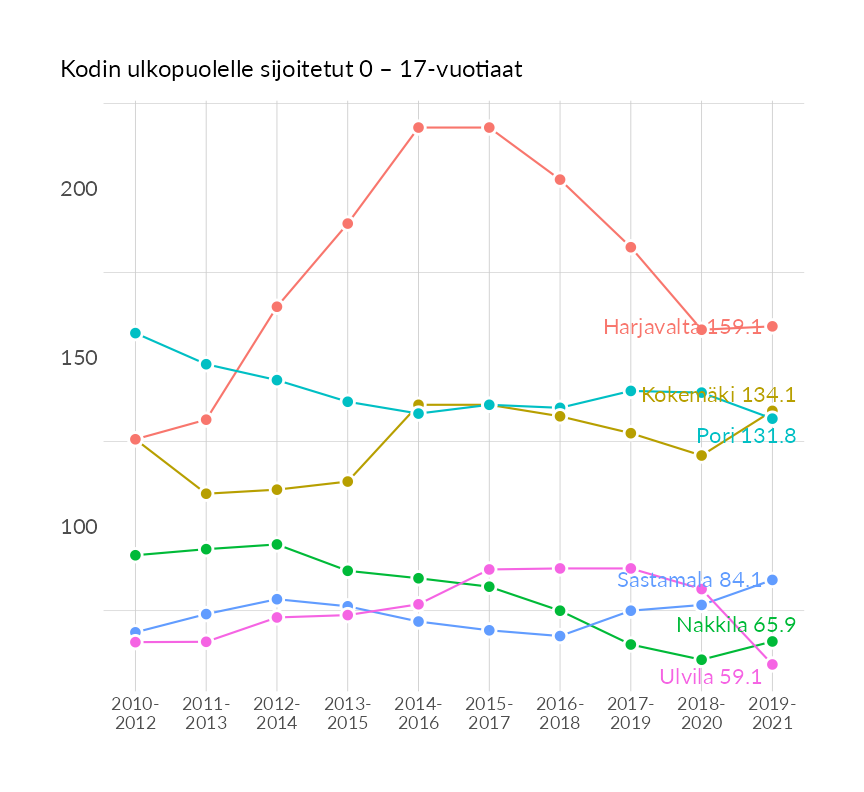 Kodin ulkopuolelle sijoitetut 0 – 17-vuotiaat
200
150
100
Harjavalta 159.1
Kokemäki 134.1
Pori 131.8
Sastamala 84.1
Nakkila 65.9
Ulvila 59.1
2010-2012
2011-2013
2012-2014
2013-2015
2014-2016
2015-2017
2016-2018
2017-2019
2018-2020
2019-2021